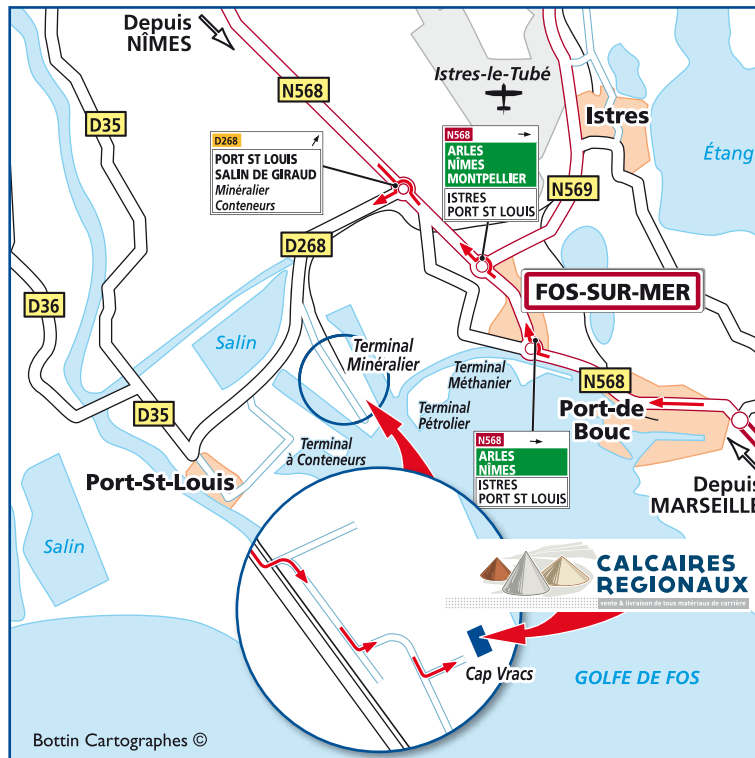 Depuis
NÎMES
N568
D35
Istres-le-Tubé
Istres
Étang
D268
PORT ST LOUIS
SALIN DE GIRAUD
Minéralier
Conteneurs
N568
ARLES
NÎMES
MONTPELLIER
ISTRES
PORT ST LOUIS
N569
D268
FOS-SUR-MER
D36
Salin
Terminal
Minéralier
Terminal
Méthanier
N568
Terminal
Pétrolier
Port-de
Bouc
D35
Terminal
à Conteneurs
N568
ARLES
NÎMES
ISTRES
PORT ST LOUIS
Port-St-Louis
Depuis
MARSEILLE
Salin
CALCAIRES
REGIONAUX
vente & livraison de tous matériaux de carrière
Cap Vracs
GOLFE DE FOS
Bottin Cartographes ©